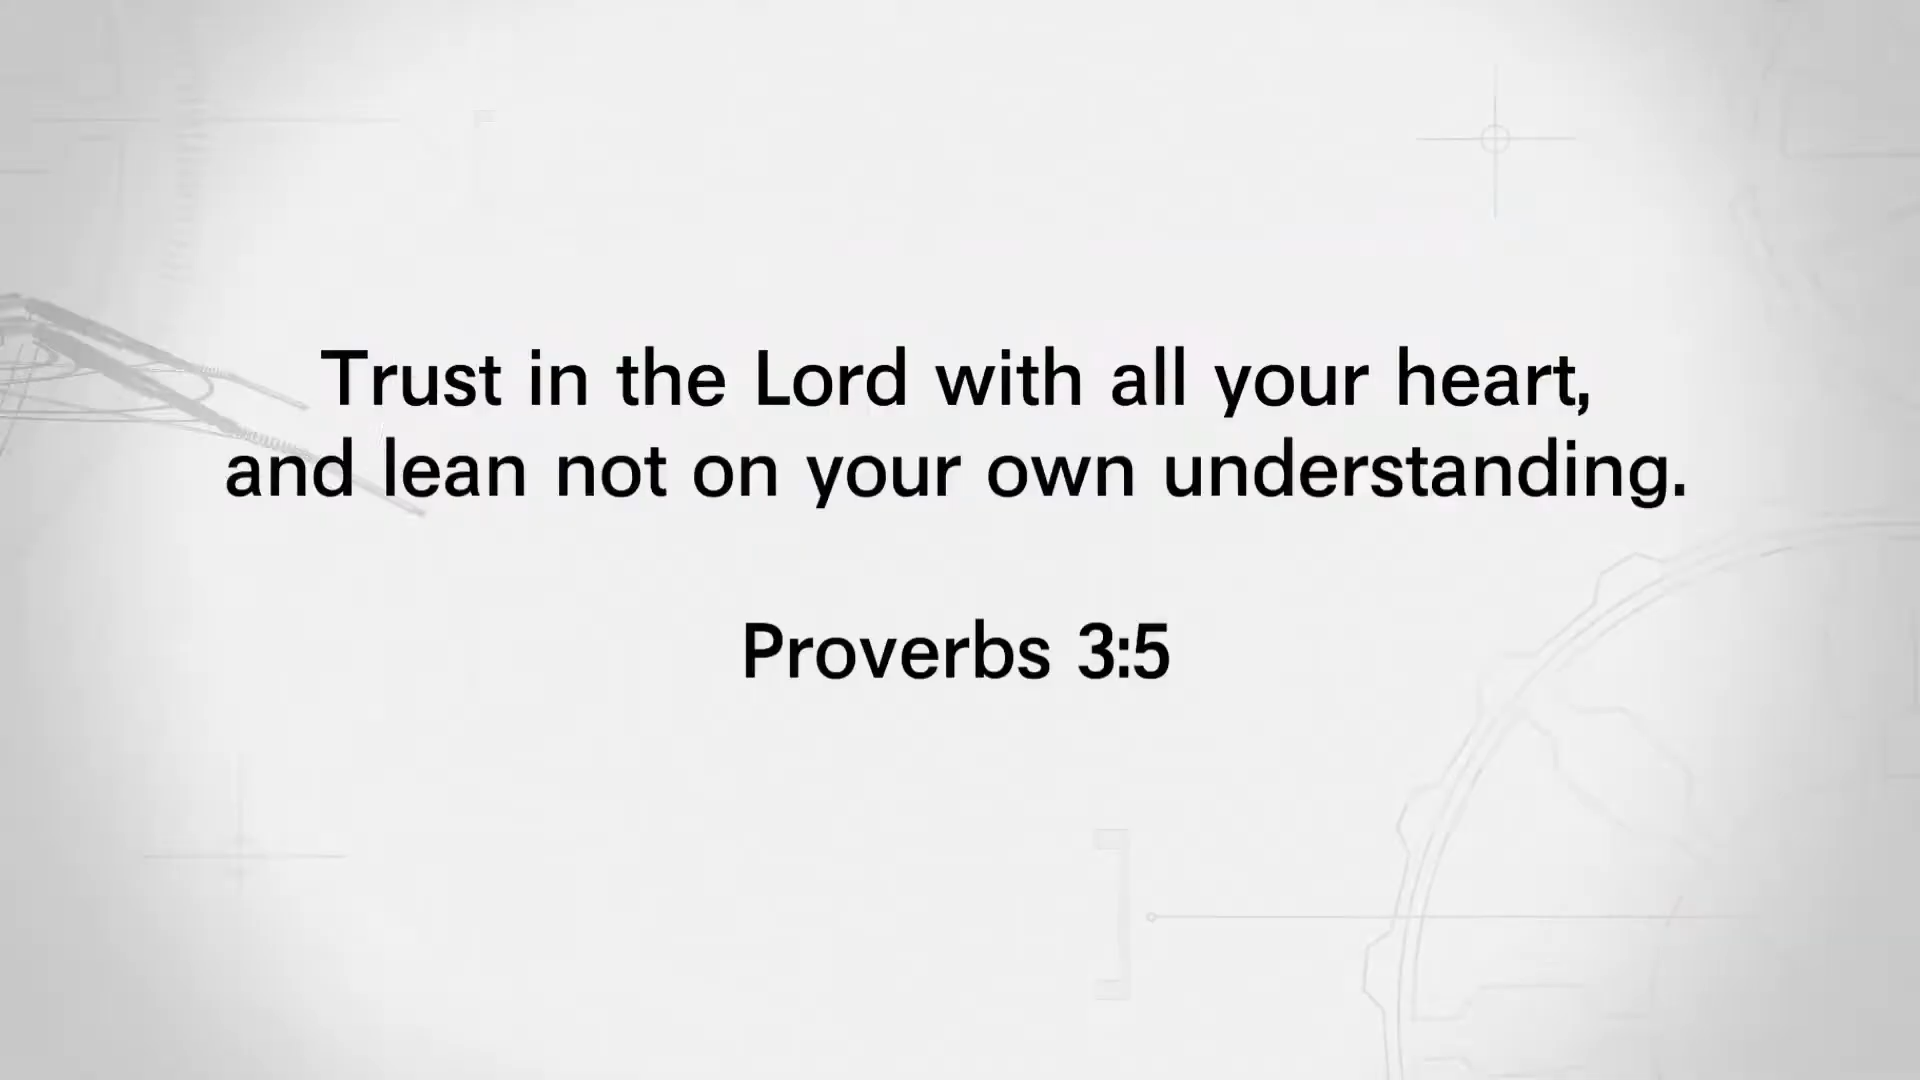 Trust in the Lord with all your heart,
and lean not on your own understanding.
Proverbs 3:5